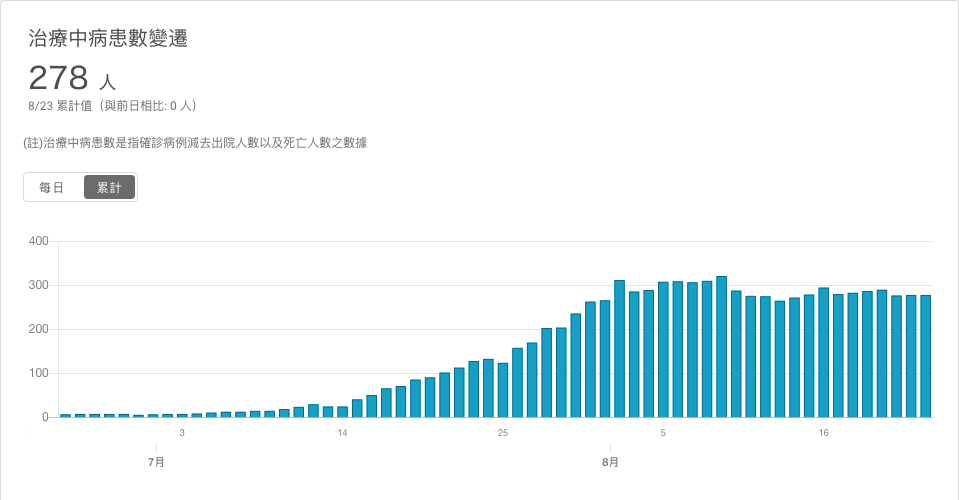 治療中病患數變遷
278 人
8/23 累計值（與前日相比: 0 人）
(註)治療中病患數是指確診病例減去出院人數以及死亡人數之數據
每日 累計
400
300
200
100
0
3 14 25 5 16
7月 8月